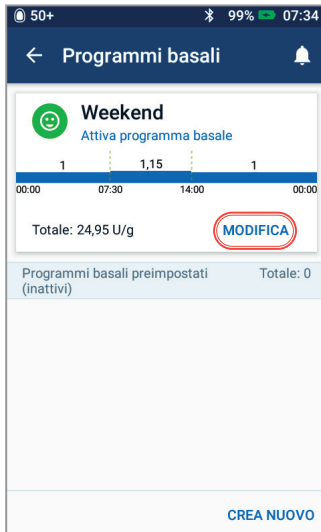 50+ 99% 07:34
Programmi basali
Weekend
Attiva programma basale
1 1,15 1
00:00 07:30 14:00 00:00
Totale: 24,95 U/g MODIFICA
Programmi basali preimpostati Totale: 0
(inattivi)
CREA NUOVO